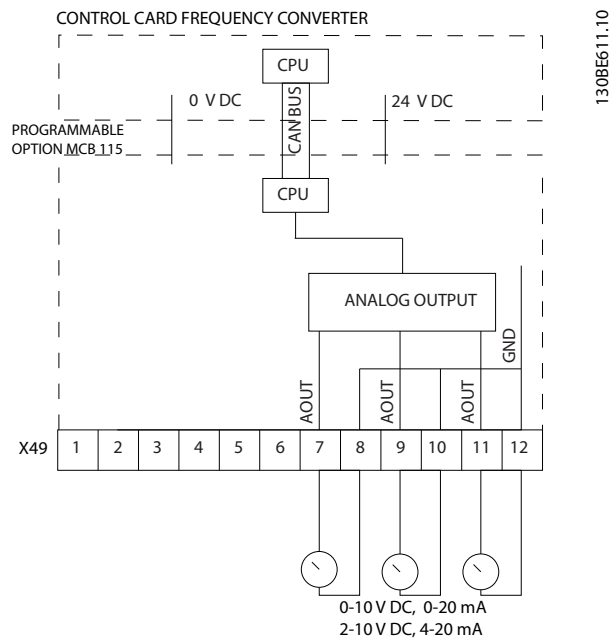 CONTROL CARD FREQUENCY CONVERTER
130BE611.10
CPU
0 V DC
24 V DC
CAN BUS
PROGRAMMABLE
OPTION MCB 115
CPU
ANALOG OUTPUT
GND
AOUT
AOUT
AOUT
X49 1 2 3 4 5 6 7 8 9 10 11 12
0-10 V DC, 0-20 mA
2-10 V DC, 4-20 mA